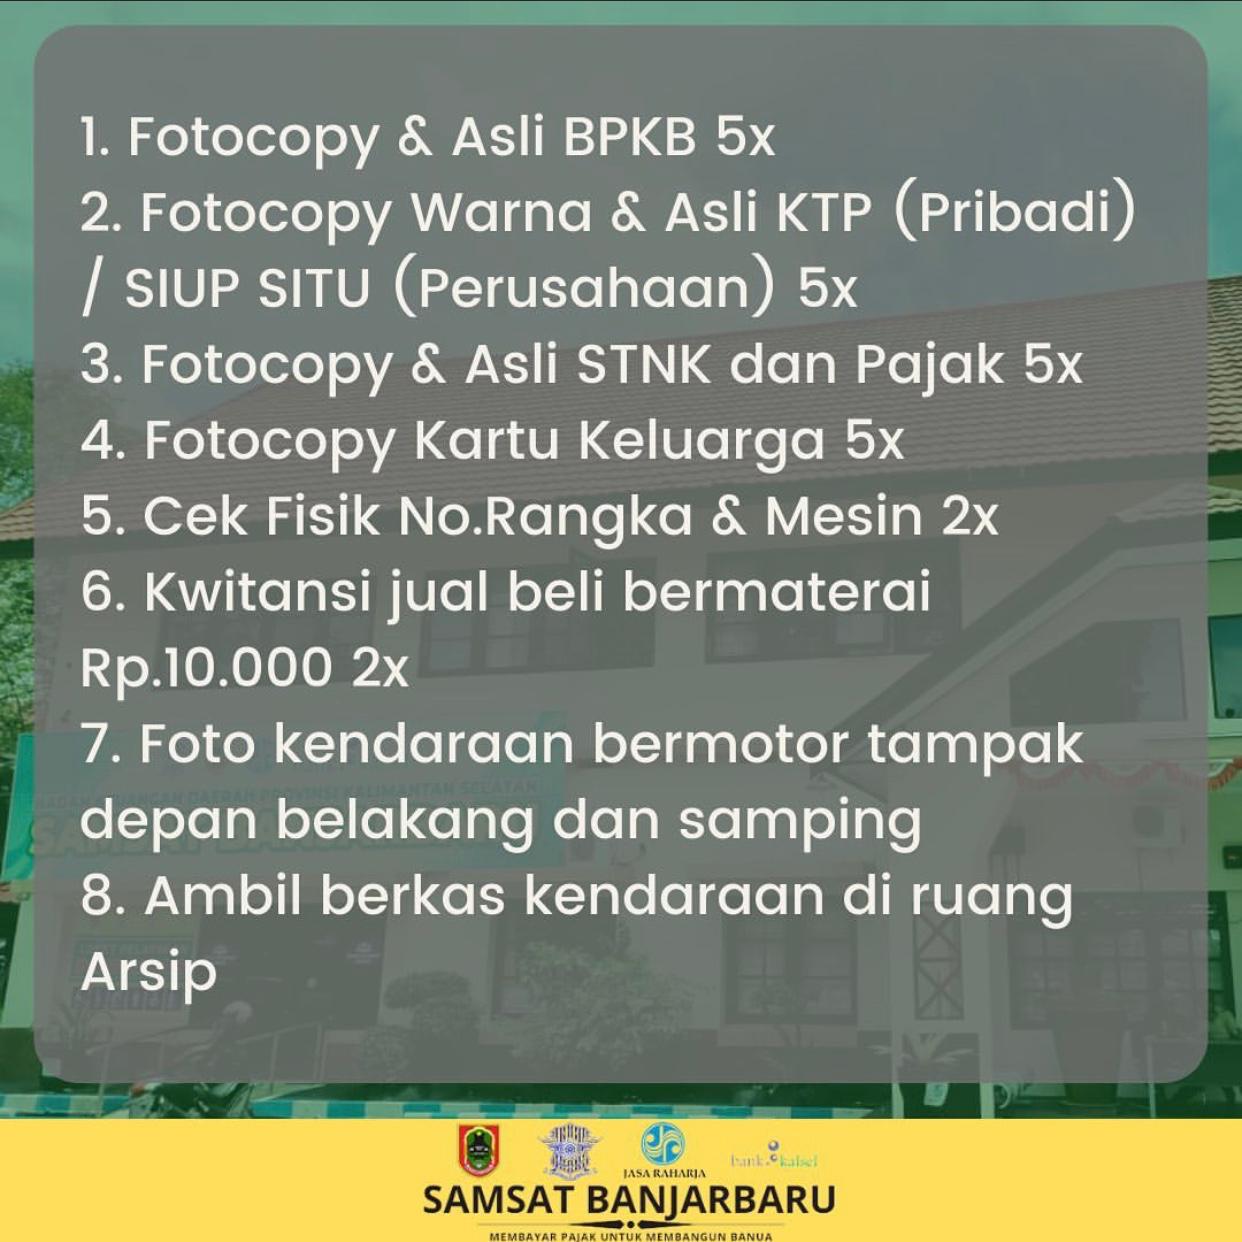 1. Fotocopy & Asli BPKB 5x
2. Fotocopy Warna & Asli KTP (Pribadi)
/ SIUP SITU (Perusahaan) 5x
3. Fotocopy & Asli STNK dan Pajak 5x
4. Fotocopy Kartu Keluarga 5x
5. Cek Fisik No.Rangka & Mesin 2x
6. Kwitansi jual beli bermaterai
Rp.10.000 2x
7. Foto kendaraan bermotor tampak
depan belakang dan samping
8. Ambil berkas kendaraan di ruang
Arsip
JASA RAHARJA
bank kalsel
SAMSAT BANJARBARU
MEMBAYAR PAJAK UNTUK MEMBANGUN BANUA